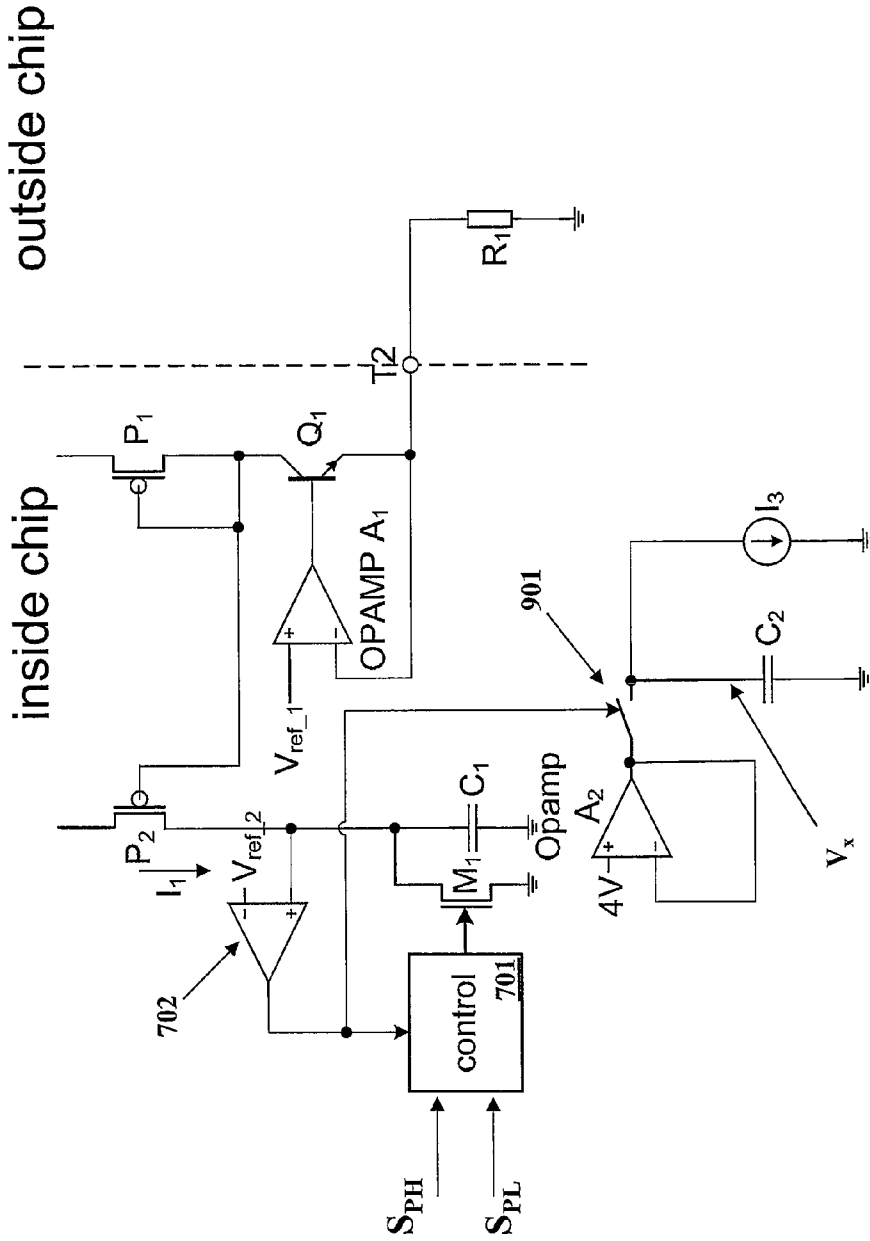 inside chip
outside chip
P2
I1
Vref_2
702
control
701
SPH
SPL
M1
C1
P1
Q1
Vref_1
+
-
OPAMP A1
T 2
R1
901
Opamp
A2
4V
+
-
I3
C2
Vx
-
+